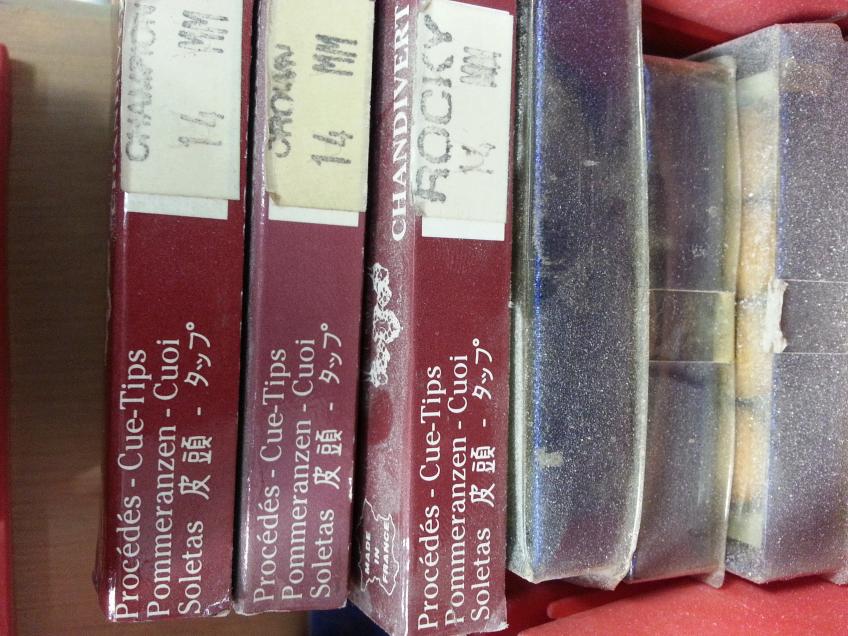 CHAMPION
14 MM
Procédés - Cue-Tips
Pommeranzen - Cuoi
Soletas 皮頭 - タップ
14 MM
Procédés - Cue-Tips
Pommeranzen - Cuoi
Soletas 皮頭 - タップ
CHANDIVERT
MADE
IN
FRANCE
ROCKY
14 MM
Procédés - Cue-Tips
Pommeranzen - Cuoi
Soletas 皮頭 - タップ